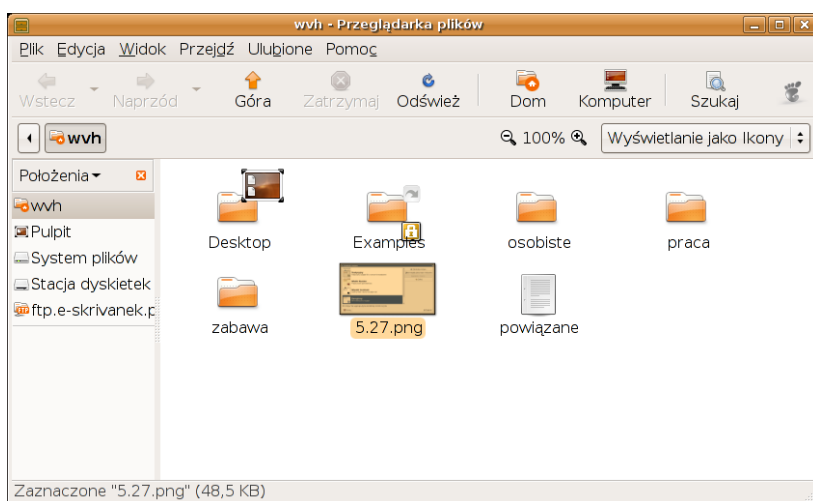 wvh - Przeglądarka plików
Plik Edycja Widok Przejdź Ulubione Pomoc
Wstecz Naprzód Góra Zatrzymaj Odśwież Dom Komputer Szukaj
wvh 100% Wyświetlanie jako Ikony
Położenia
wvh
Pulpit
System plików
Stacja dyskietek
ftp.e-skrivanek.p
Desktop Examples osobiste praca
zabawa 5.27.png powiązane
Zaznaczone "5.27.png" (48,5 KB)